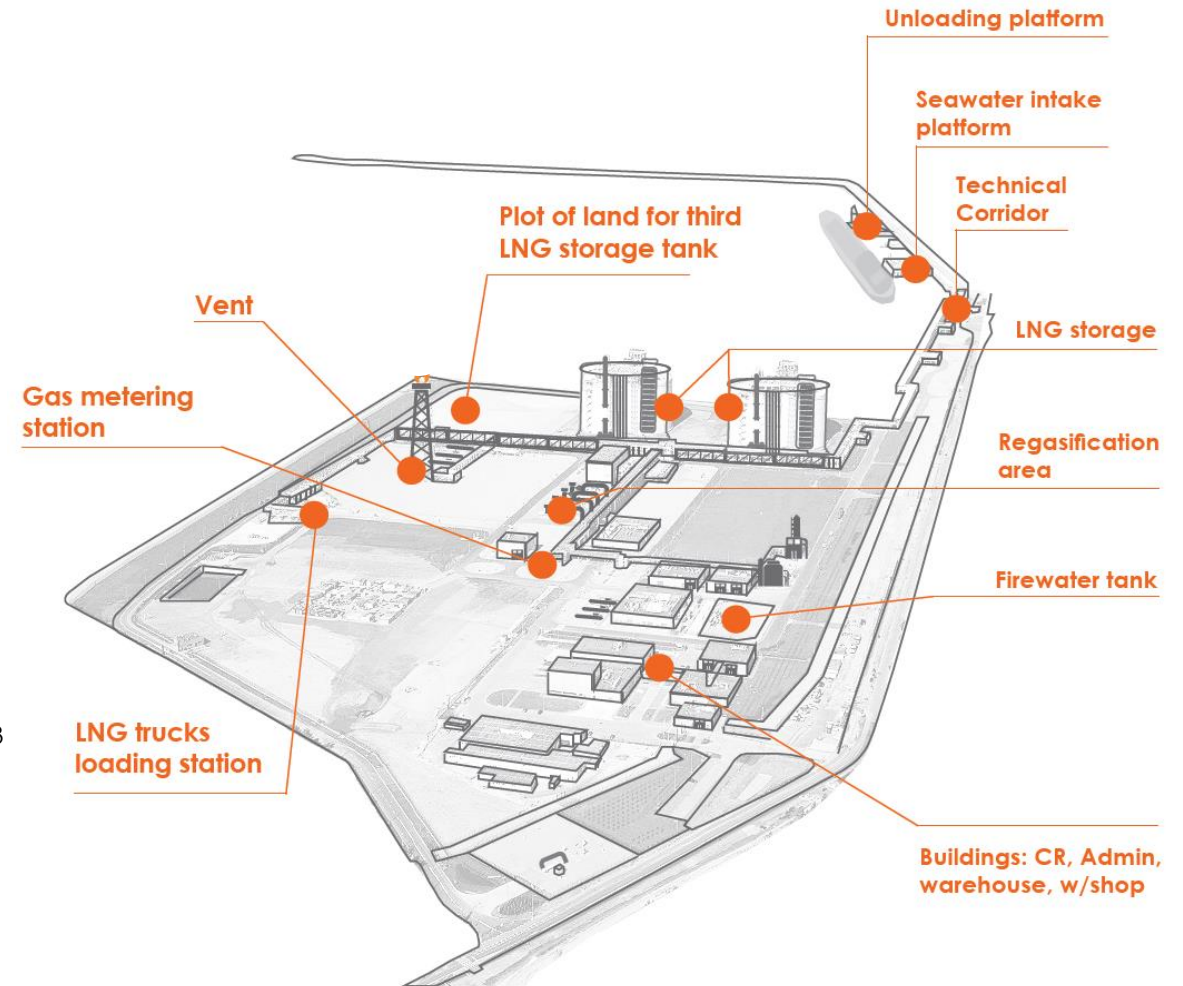 Unloading platform
Seawater intake
platform
Technical
Corridor
Plot of land for third
LNG storage tank
Vent
LNG storage
Gas metering
station
Regasification
area
Firewater tank
3
LNG trucks
loading station
Buildings: CR, Admin,
warehouse, w/shop